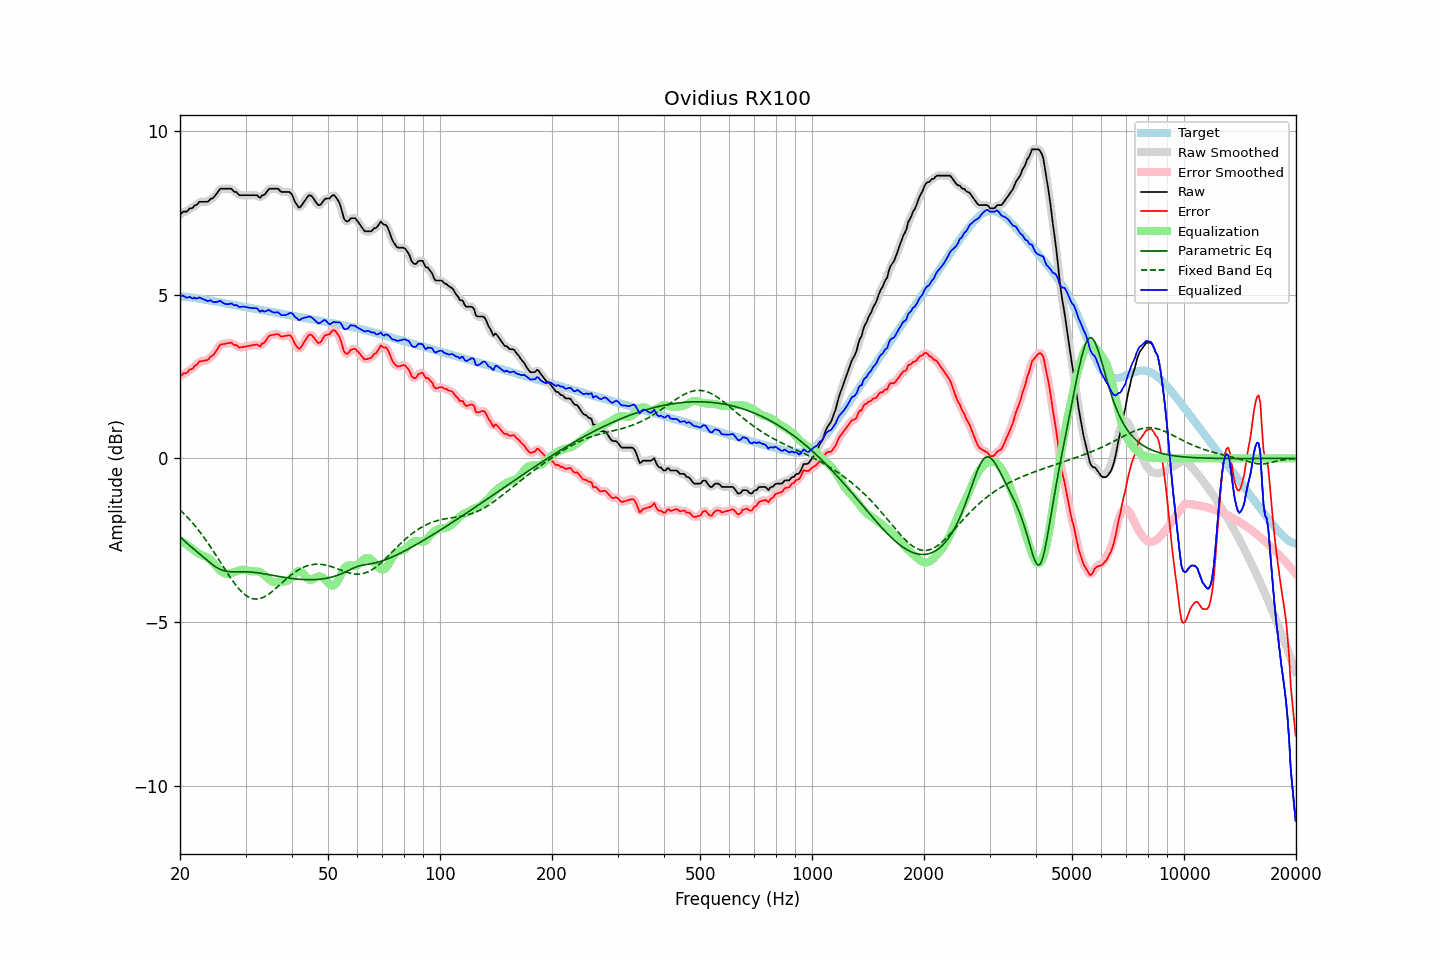 Ovidius RX100
Amplitude (dBr)
10
5
0
−5
−10
Target
Raw Smoothed
Error Smoothed
Raw
Error
Equalization
Parametric Eq
Fixed Band Eq
Equalized
20 50 100 200 500 1000 2000 5000 10000 20000
Frequency (Hz)